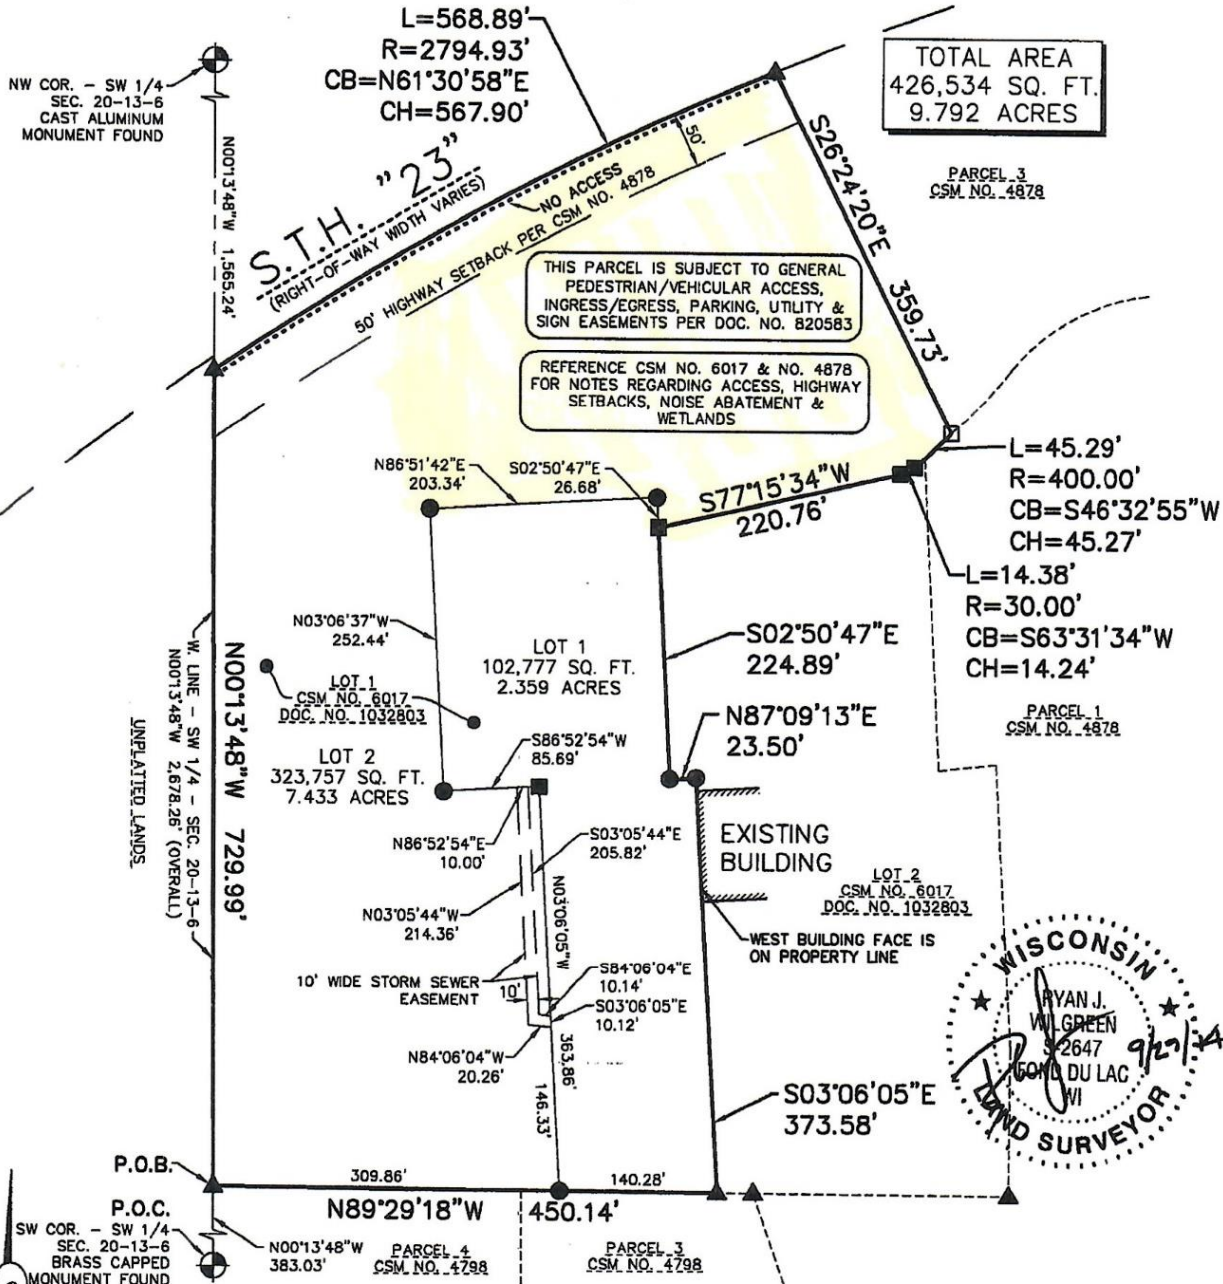 L=568.89'
R=2794.93'
CB=N61°30'58"E
CH=567.90'
TOTAL AREA
426,534 SQ. FT.
9.792 ACRES
NW COR. - SW 1/4
SEC. 20-13-6
CAST ALUMINUM
MONUMENT FOUND
N00°13'48"W 1,565.24'
S.T.H. "23"
(RIGHT-OF-WAY WIDTH VARIES)
NO ACCESS
50'
50' HIGHWAY SETBACK PER CSM NO. 4878
S26°24'20"E 359.73'
PARCEL 3
CSM NO. 4878
THIS PARCEL IS SUBJECT TO GENERAL
PEDESTRIAN/VEHICULAR ACCESS,
INGRESS/EGRESS, PARKING, UTILITY &
SIGN EASEMENTS PER DOC. NO. 820583
REFERENCE CSM NO. 6017 & NO. 4878
FOR NOTES REGARDING ACCESS, HIGHWAY
SETBACKS, NOISE ABATEMENT &
WETLANDS
N86°51'42"E
203.34'
S02°50'47"E
26.68'
S77°15'34"W
220.76'
L=45.29'
R=400.00'
CB=S46°32'55"W
CH=45.27'
L=14.38'
R=30.00'
CB=S63°31'34"W
CH=14.24'
N03°06'37"W
252.44'
LOT 1
102,777 SQ. FT.
2.359 ACRES
S02°50'47"E
224.89'
LOT 1
CSM NO. 6017
DOC. NO. 1032803
N87°09'13"E
23.50'
PARCEL 1
CSM NO. 4878
UNPLATTED LANDS
W. LINE - SW 1/4 - SEC. 20-13-6
N00°13'48"W 2,678.26' (OVERALL)
N00°13'48"W 729.99'
LOT 2
323,757 SQ. FT.
7.433 ACRES
S86°52'54"W
85.69'
N86°52'54"E
10.00'
S03°05'44"E
205.82'
EXISTING
BUILDING
LOT 2
CSM NO. 6017
DOC. NO. 1032803
N03°05'44"W
214.36'
N03°06'05"W 363.86'
WEST BUILDING FACE IS
ON PROPERTY LINE
10' WIDE STORM SEWER
EASEMENT
10'
S84°06'04"E
10.14'
S03°06'05"E
10.12'
N84°06'04"W
20.26'
146.33'
WISCONSIN
RYAN J.
WILGREEN
S-2647
FOND DU LAC
WI
LAND SURVEYOR
S03°06'05"E
373.58'
P.O.B.
309.86'
140.28'
N89°29'18"W 450.14'
P.O.C.
SW COR. - SW 1/4
SEC. 20-13-6
BRASS CAPPED
MONUMENT FOUND
N00°13'48"W
383.03'
PARCEL 4
CSM NO. 4798
PARCEL 3
CSM NO. 4798